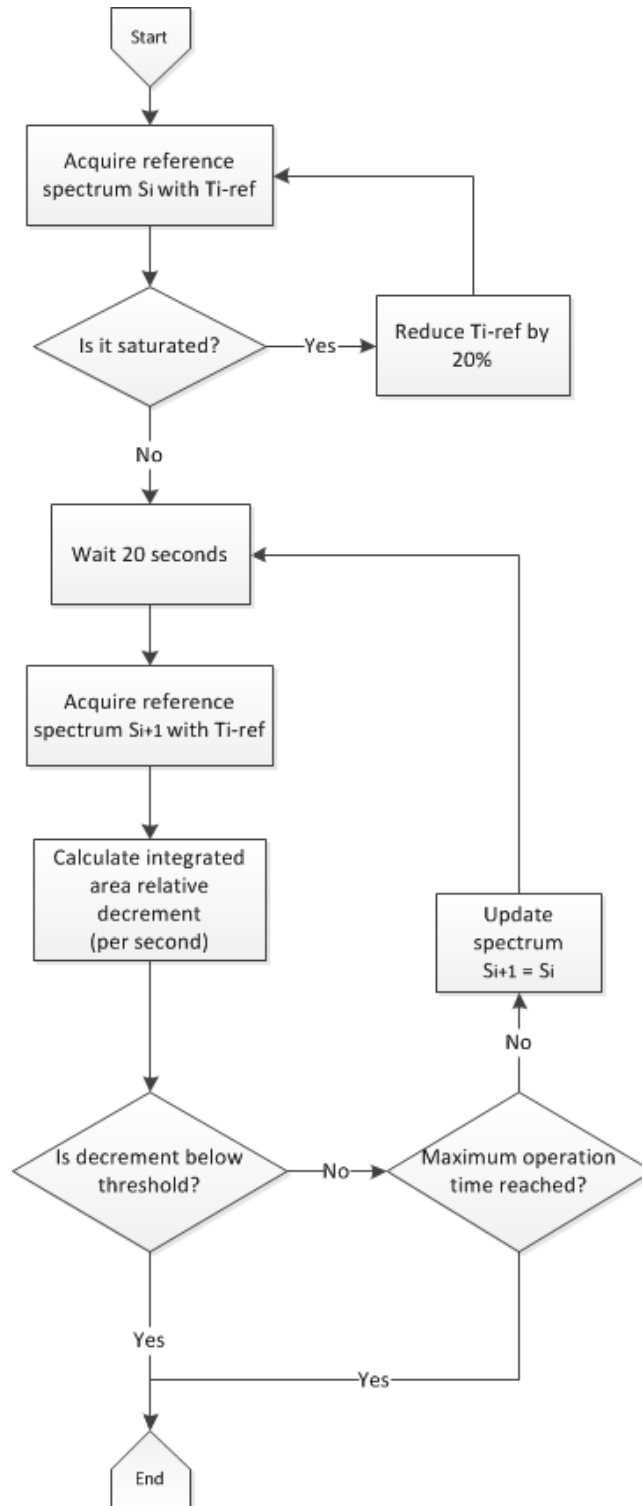 Start
Acquire reference
spectrum Si with Ti-ref
Is it saturated?
Yes
Reduce Ti-ref by
20%
No
Wait 20 seconds
Acquire reference
spectrum Si+1 with Ti-ref
Calculate integrated
area relative
decrement
(per second)
Update
spectrum
Si+1 = Si
No
Is decrement below
threshold?
No
Maximum operation
time reached?
Yes
Yes
End